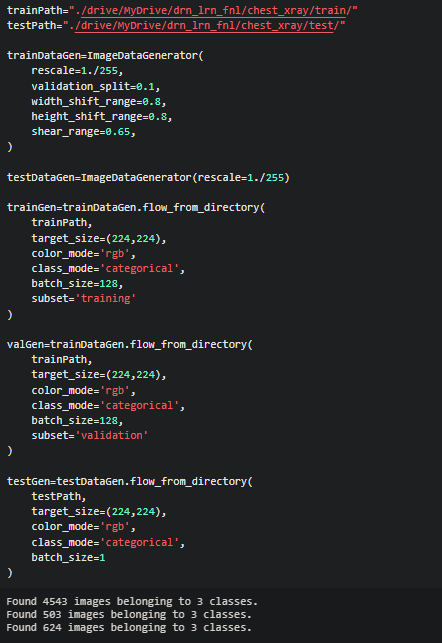 trainPath="./drive/MyDrive/drn_lrn_fnl/chest_xray/train/"
testPath="./drive/MyDrive/drn_lrn_fnl/chest_xray/test/"

trainDataGen=ImageDataGenerator(
    rescale=1./255,
    validation_split=0.1,
    width_shift_range=0.8,
    height_shift_range=0.8,
    shear_range=0.65,
)

testDataGen=ImageDataGenerator(rescale=1./255)

trainGen=trainDataGen.flow_from_directory(
    trainPath,
    target_size=(224,224),
    color_mode='rgb',
    class_mode='categorical',
    batch_size=128,
    subset='training'
)

valGen=trainDataGen.flow_from_directory(
    trainPath,
    target_size=(224,224),
    color_mode='rgb',
    class_mode='categorical',
    batch_size=128,
    subset='validation'
)

testGen=testDataGen.flow_from_directory(
    testPath,
    target_size=(224,224),
    color_mode='rgb',
    class_mode='categorical',
    batch_size=1
)

Found 4543 images belonging to 3 classes.
Found 503 images belonging to 3 classes.
Found 624 images belonging to 3 classes.